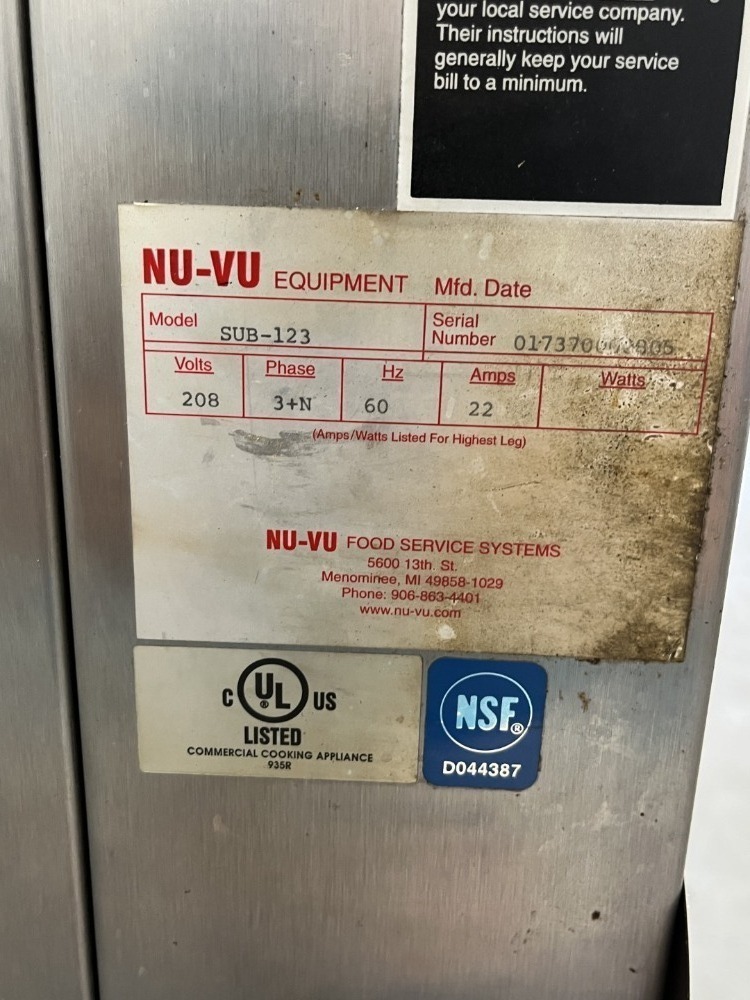 your local service company.
Their instructions will
generally keep your service
bill to a minimum.
NU-VU EQUIPMENT Mfd. Date
Model SUB-123 Serial Number
Volts Phase Hz Amps Watts
208 3+N 60 22
(Amps/Watts Listed For Highest Leg)
NU-VU FOOD SERVICE SYSTEMS
5600 13th. St.
Menominee, MI 49858-1029
Phone: 906-863-4401
www.nu-vu.com
C UL ® US
LISTED
COMMERCIAL COOKING APPLIANCE
935R
NSF®
D044387